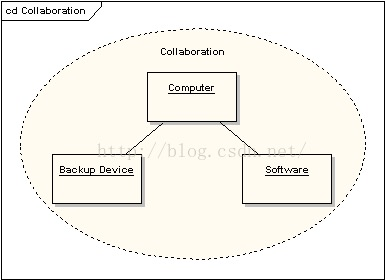 cd Collaboration
Collaboration
Computer
http://blog.csdn.net/
Backup Device
Software